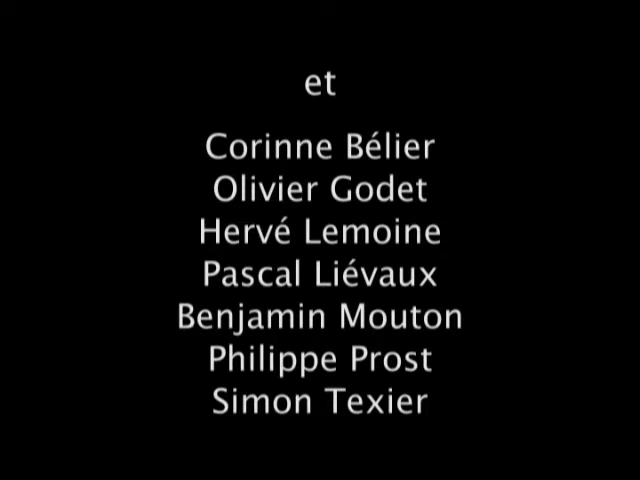 et
Corinne Bélier
Olivier Godet
Hervé Lemoine
Pascal Liévaux
Benjamin Mouton
Philippe Prost
Simon Texier